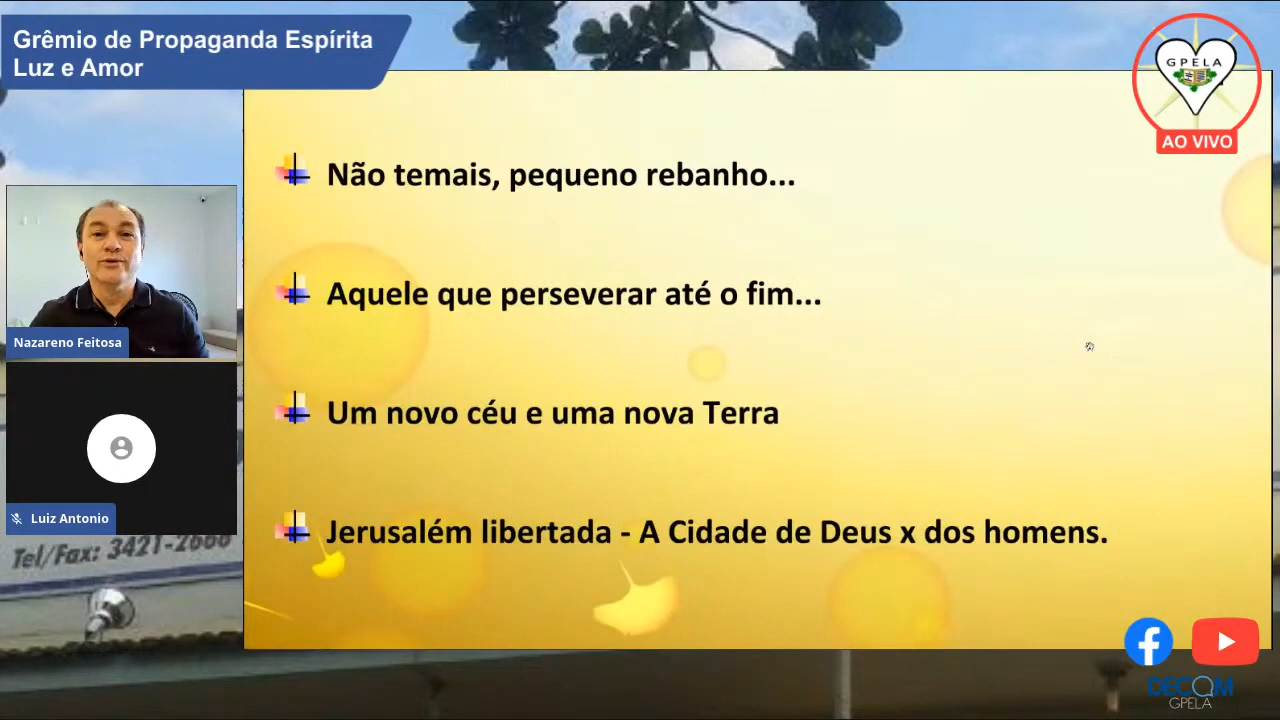 Grêmio de Propaganda Espírita
Luz e Amor
GPELA
AO VIVO
Não temais, pequeno rebanho...
Aquele que perseverar até o fim...
Um novo céu e uma nova Terra
Jerusalém libertada - A Cidade de Deus x dos homens.
Nazareno Feitosa
Luiz Antonio
Tel/Fax: 3421-2666
DECOM
GPELA